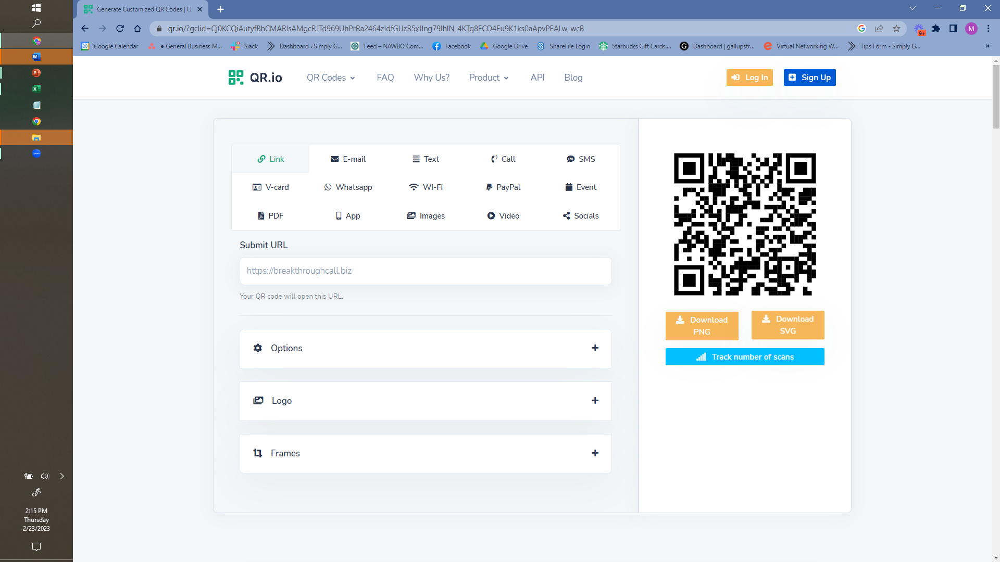 Generate Customized QR Codes | Q
qr.io/?gclid=Cj0KCQiAutyfBhCMARIsAMgcRJTd969UhPrRa2464zIdfGUzB5xJIng79IhIN_4KTq8ECO4Eu9K1ks0aApvPEALw_wcB
9+
M
20 Google Calendar
● General Business M...
Slack
Dashboard ‹ Simply G...
Feed – NAWBO Com...
Facebook
Google Drive
ShareFile Login
Starbucks Gift Cards:...
Dashboard | gallupstr...
Virtual Networking W...
Tips Form - Simply G...
»
QR.io
QR Codes
FAQ
Why Us?
Product
API
Blog
Log In
Sign Up
Link
E-mail
Text
Call
SMS
V-card
Whatsapp
WI-FI
PayPal
Event
PDF
App
Images
Video
Socials
Submit URL
https://breakthroughcall.biz
Your QR code will open this URL.
Options
Logo
Frames
Download
PNG
Download
SVG
Track number of scans
2:15 PM
Thursday
2/23/2023